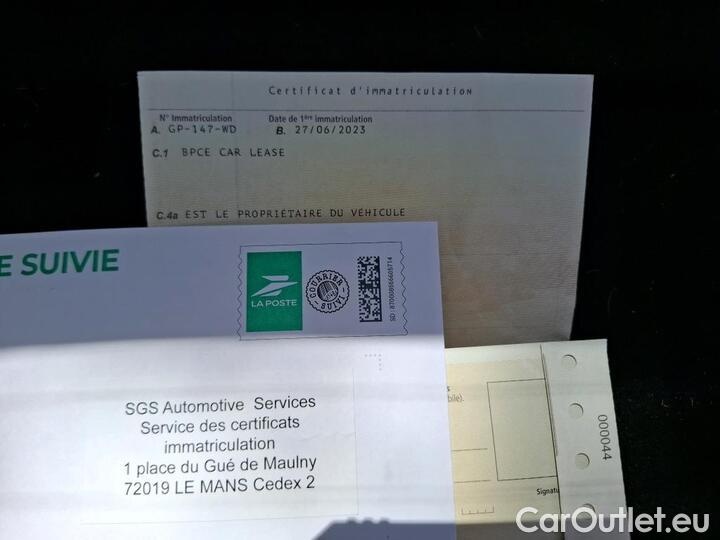 Certificat d'immatriculation
N° Immatriculation Date de 1ère immatriculation
A. GP-147-WD B. 27/06/2023
C.1 BPCE CAR LEASE
C.4a EST LE PROPRIÉTAIRE DU VÉHICULE
E SUIVIE
LA POSTE
COURRIER
SUIVI
SGS Automotive Services
Service des certificats
immatriculation
1 place du Gué de Maulny
72019 LE MANS Cedex 2
bile).
000044
Signatu
CarOutlet.eu